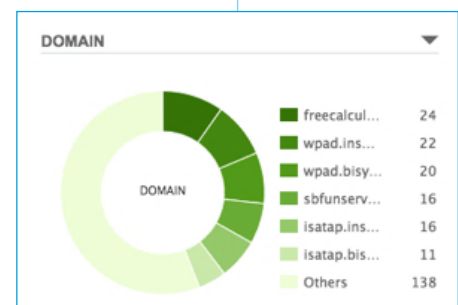 DOMAIN
freecalcul... 24
wpad.ins... 22
wpad.bisy... 20
DOMAIN
sbfunserv... 16
isatap.ins... 16
isatap.bis... 11
Others 138